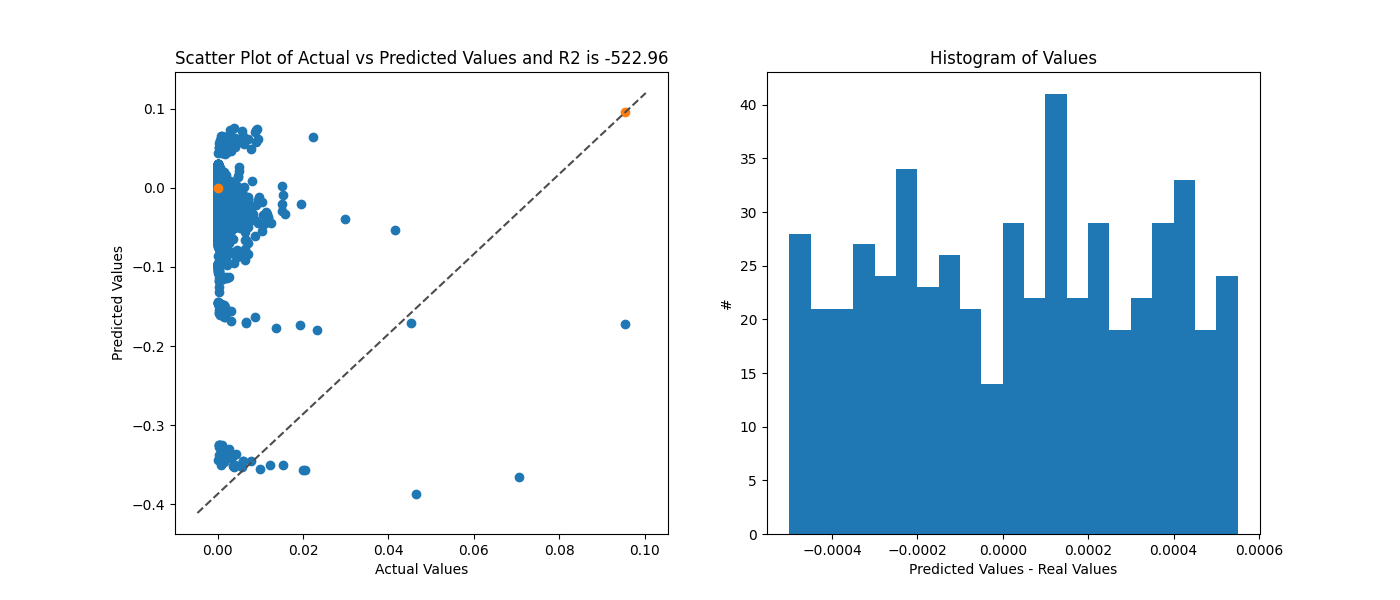 Scatter Plot of Actual vs Predicted Values and R2 is -522.96
Predicted Values
0.1
0.0
−0.1
−0.2
−0.3
−0.4
0.00 0.02 0.04 0.06 0.08 0.10
Actual Values
Histogram of Values
#
40
35
30
25
20
15
10
5
0
−0.0004 −0.0002 0.0000 0.0002 0.0004 0.0006
Predicted Values - Real Values